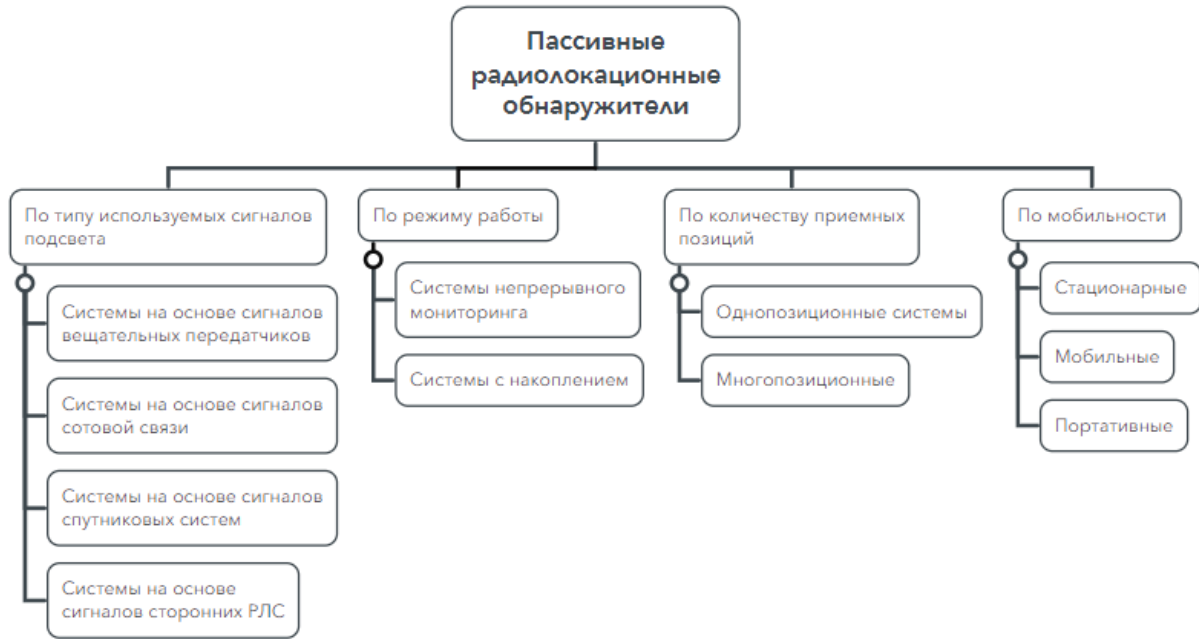 Пассивные
радиолокационные
обнаружители
По типу используемых сигналов
подсвета
Системы на основе сигналов
вещательных передатчиков
Системы на основе сигналов
сотовой связи
Системы на основе сигналов
спутниковых систем
Системы на основе
сигналов сторонних РЛС
По режиму работы
Системы непрерывного
мониторинга
Системы с накоплением
По количеству приемных
позиций
Однопозиционные системы
Многопозиционные
По мобильности
Стационарные
Мобильные
Портативные